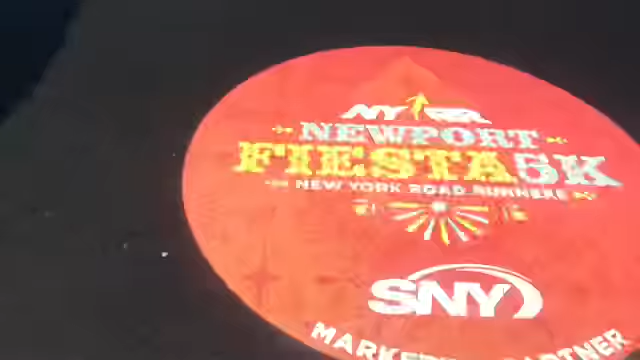 NYRR
NEWPORT
FIESTA 5K
NEW YORK ROAD RUNNERS
SNY